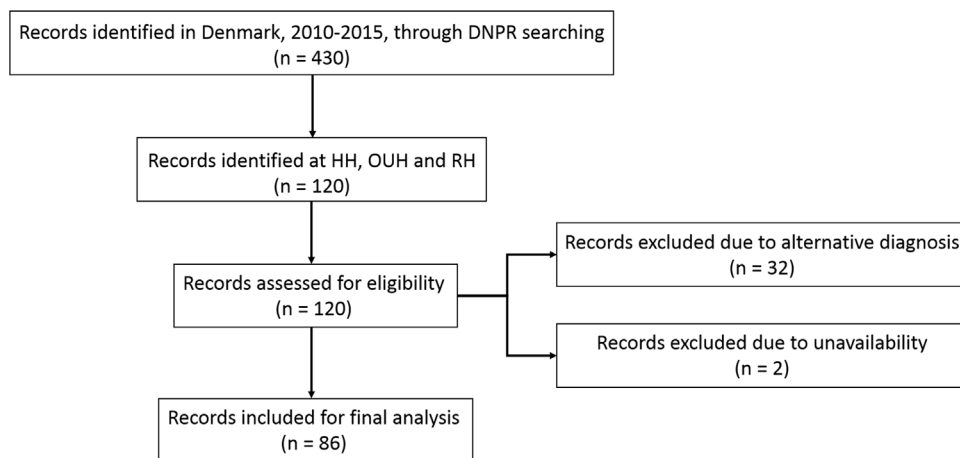 Records identified in Denmark, 2010-2015, through DNPR searching
(n = 430)
Records identified at HH, OUH and RH
(n = 120)
Records assessed for eligibility
(n = 120)
Records excluded due to alternative diagnosis
(n = 32)
Records excluded due to unavailability
(n = 2)
Records included for final analysis
(n = 86)